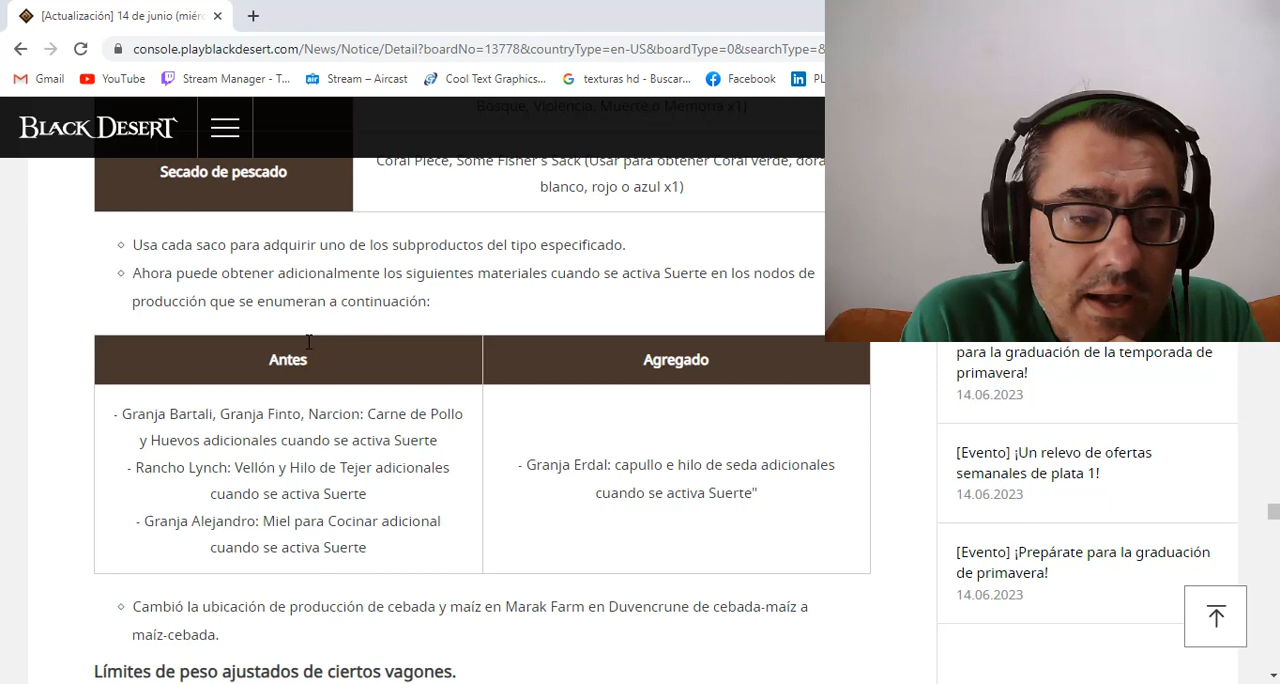 [Actualización] 14 de junio (miérc
console.playblackdesert.com/News/Notice/Detail?boardNo=13778&countryType=en-US&boardType=0&searchType=&
Gmail
YouTube
Stream Manager - T...
Stream – Aircast
Cool Text Graphics...
texturas hd - Buscar...
Facebook
PL
BLACK DESERT
Bosque, Violencia, Muerte o Memoria x1)
Secado de pescado
Coral Piece, Some Fisher's Sack (Usar para obtener Coral verde, dora
blanco, rojo o azul x1)
Usa cada saco para adquirir uno de los subproductos del tipo especificado.
Ahora puede obtener adicionalmente los siguientes materiales cuando se activa Suerte en los nodos de
producción que se enumeran a continuación:
Antes
Agregado
- Granja Bartali, Granja Finto, Narcion: Carne de Pollo
y Huevos adicionales cuando se activa Suerte
- Rancho Lynch: Vellón y Hilo de Tejer adicionales
cuando se activa Suerte
- Granja Alejandro: Miel para Cocinar adicional
cuando se activa Suerte
- Granja Erdal: capullo e hilo de seda adicionales
cuando se activa Suerte"
Cambió la ubicación de producción de cebada y maíz en Marak Farm en Duvencrune de cebada-maíz a
maíz-cebada.
Límites de peso ajustados de ciertos vagones.
para la graduación de la temporada de
primavera!
14.06.2023
[Evento] ¡Un relevo de ofertas
semanales de plata 1!
14.06.2023
[Evento] ¡Prepárate para la graduación
de primavera!
14.06.2023